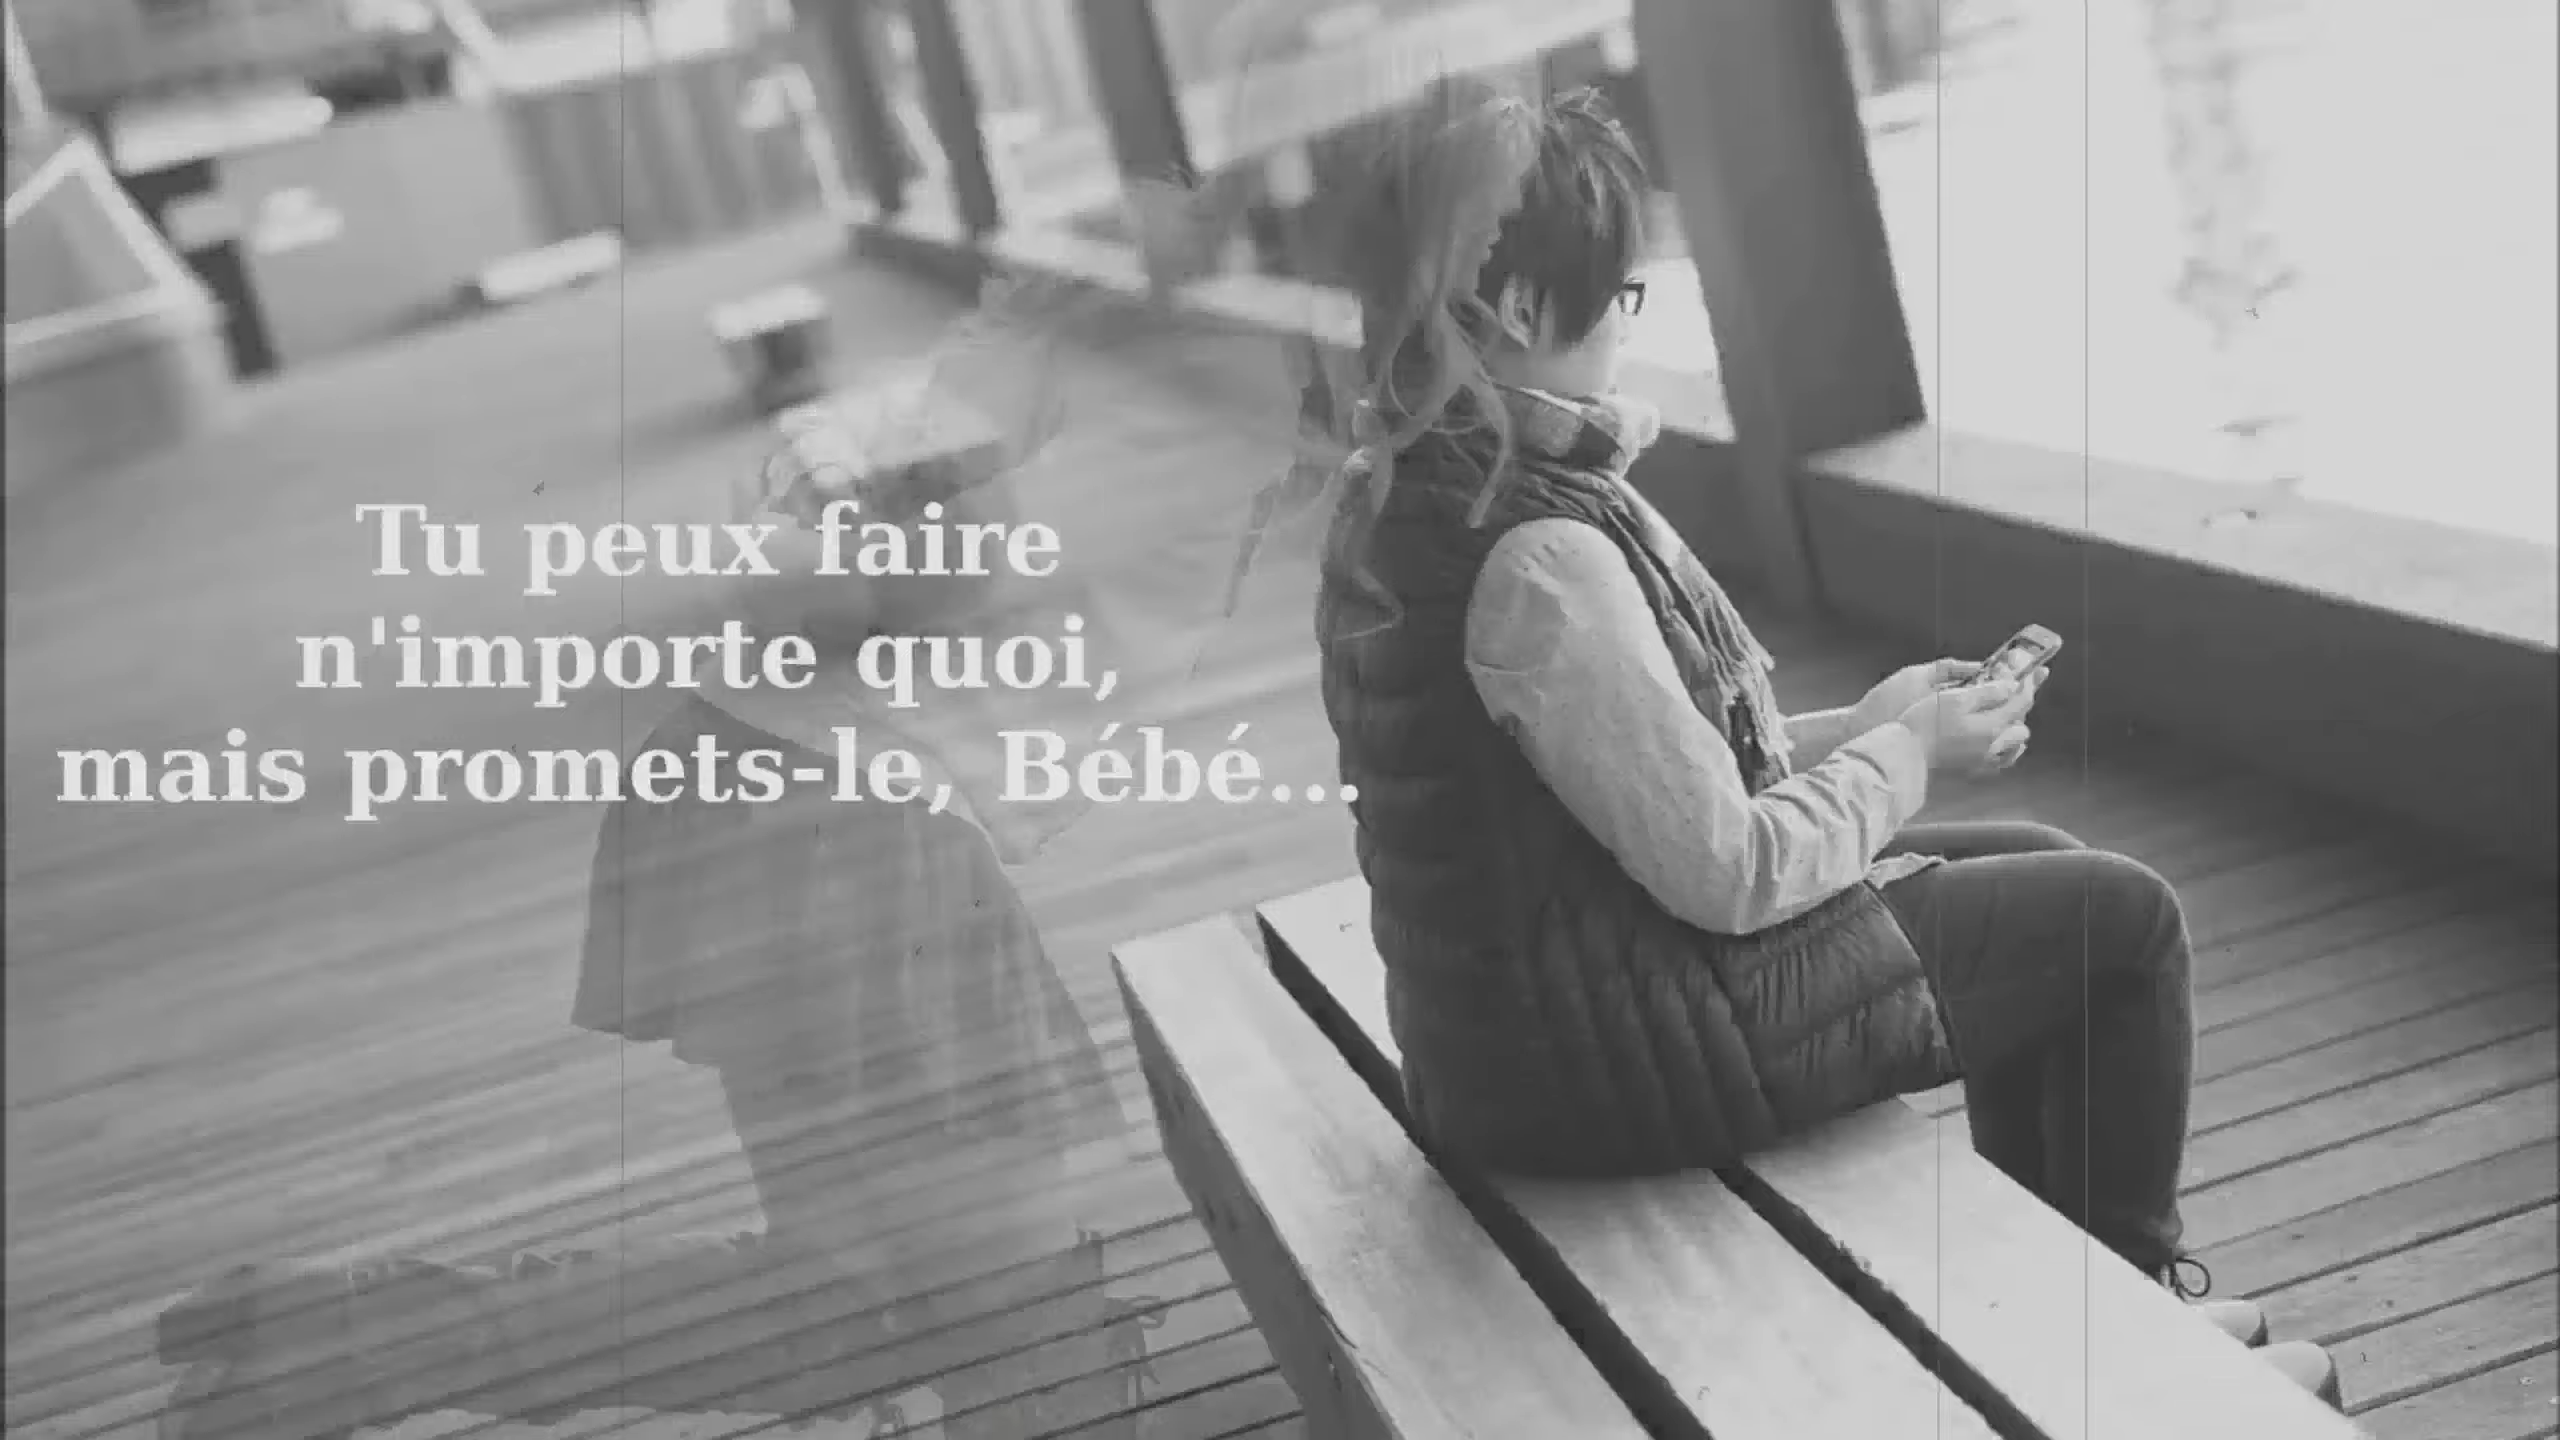 Tu peux faire
n'importe quoi,
mais promets-le, Bébé...